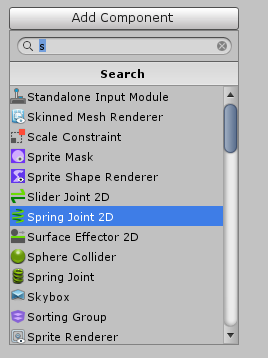 Add Component
s
Search
Standalone Input Module
Skinned Mesh Renderer
Scale Constraint
Sprite Mask
Sprite Shape Renderer
Slider Joint 2D
Spring Joint 2D
Surface Effector 2D
Sphere Collider
Spring Joint
Skybox
Sorting Group
Sprite Renderer